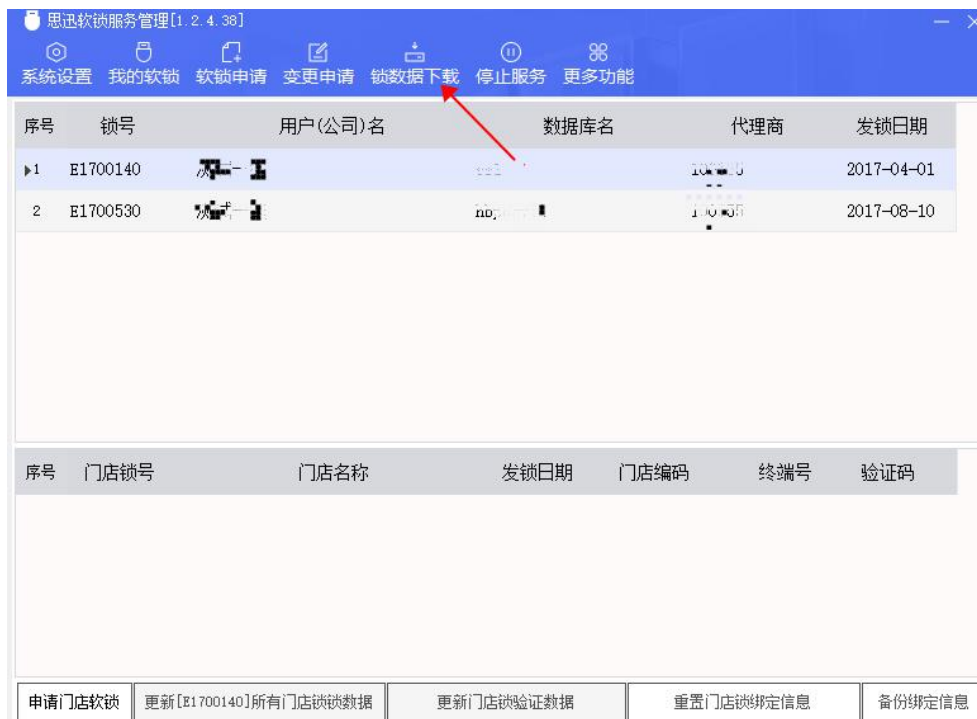 思迅软锁服务管理[1.2.4.38]
系统设置 我的软锁 软锁申请 变更申请 锁数据下载 停止服务 更多功能
序号 锁号 用户(公司)名 数据库名 代理商 发锁日期
1 E1700140 2017-04-01
2 E1700530 2017-08-10
序号 门店锁号 门店名称 发锁日期 门店编码 终端号 验证码
申请门店软锁 更新[E1700140]所有门店锁锁数据 更新门店锁验证数据 重置门店锁绑定信息 备份绑定信息